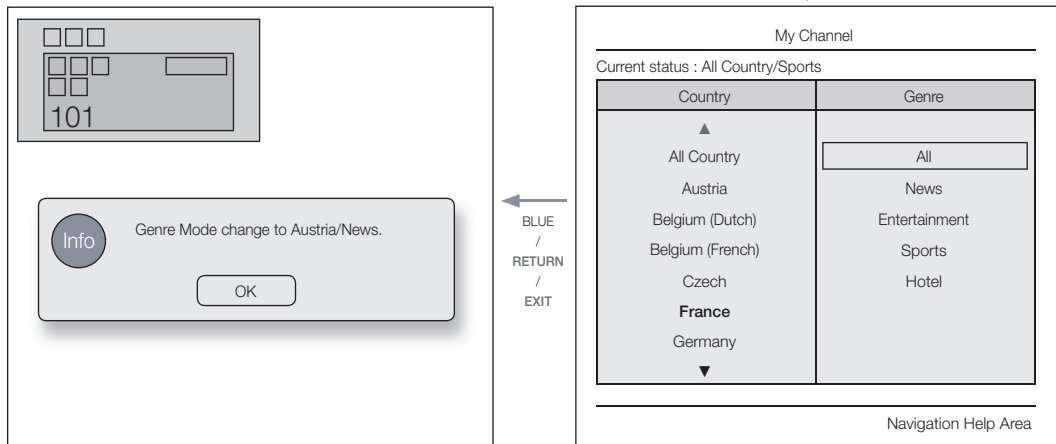 101
Info
Genre Mode change to Austria/News.
OK
BLUE
/
RETURN
/
EXIT
My Channel
Current status : All Country/Sports
Country Genre
▲
All Country All
Austria News
Belgium (Dutch) Entertainment
Belgium (French) Sports
Czech Hotel
France
Germany
▼
Navigation Help Area